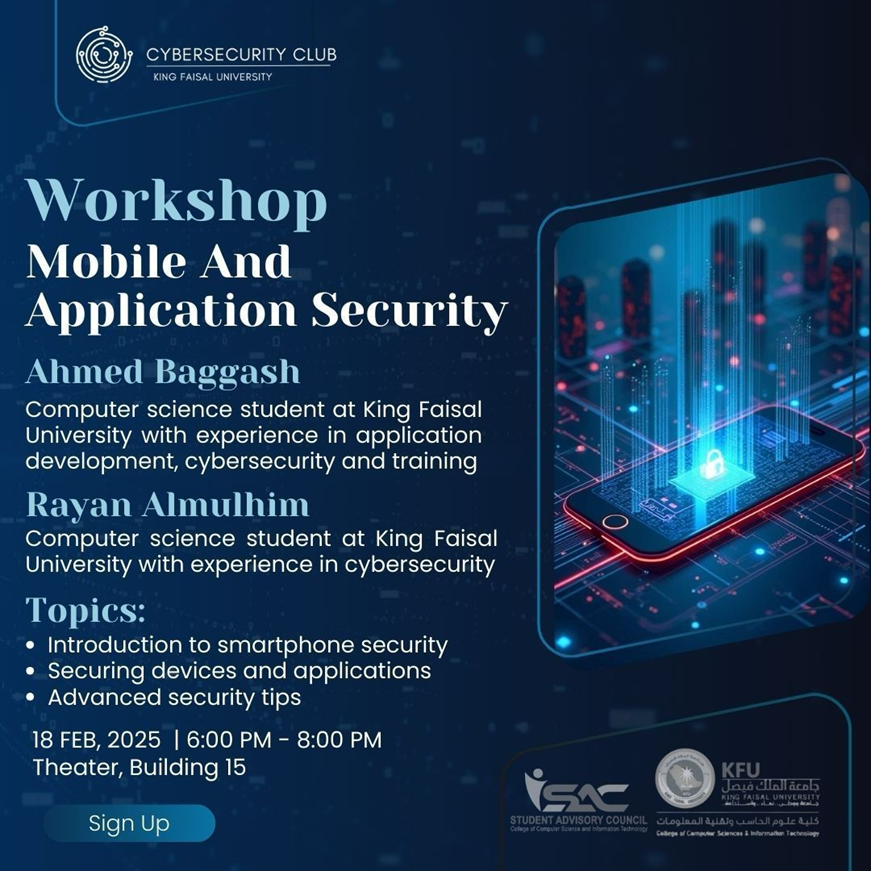 CYBERSECURITY CLUB
KING FAISAL UNIVERSITY
Workshop
Mobile And
Application Security
Ahmed Baggash
Computer science student at King Faisal
University with experience in application
development, cybersecurity and training
Rayan Almulhim
Computer science student at King Faisal
University with experience in cybersecurity
Topics:
• Introduction to smartphone security
• Securing devices and applications
• Advanced security tips
18 FEB, 2025 | 6:00 PM - 8:00 PM
Theater, Building 15
Sign Up
SAC
STUDENT ADVISORY COUNCIL
College of Computer Science and Information Technology
KFU
جامعة الملك فيصل
KING FAISAL UNIVERSITY
كلية علوم الحاسب وتقنية المعلومات
College of Computer Sciences & Information Technology